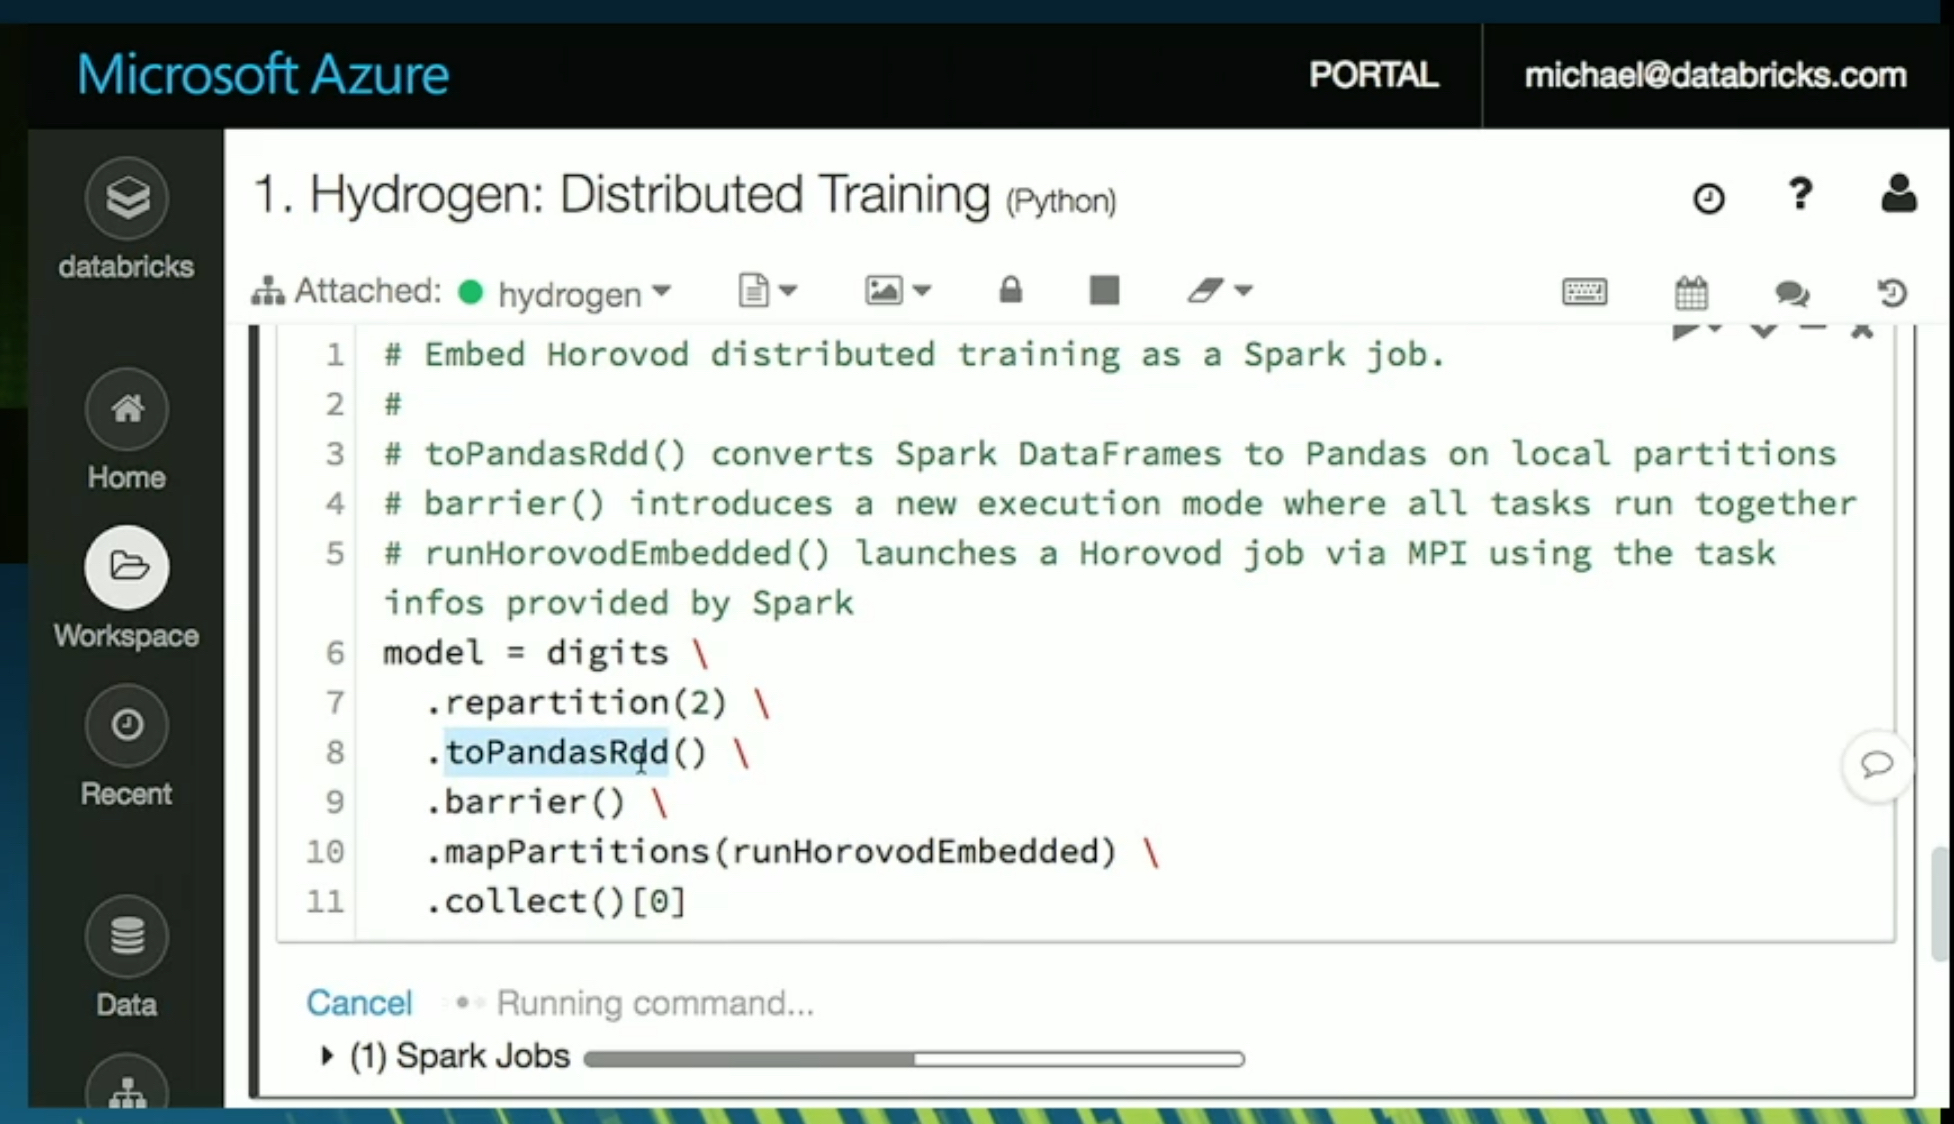 Microsoft Azure
PORTAL
michael@databricks.com
1. Hydrogen: Distributed Training (Python)
?
databricks
Attached: hydrogen
Home
Workspace
Recent
Data
1 # Embed Horovod distributed training as a Spark job.
2 #
3 # toPandasRdd() converts Spark DataFrames to Pandas on local partitions
4 # barrier() introduces a new execution mode where all tasks run together
5 # runHorovodEmbedded() launches a Horovod job via MPI using the task
infos provided by Spark
6 model = digits \
7 .repartition(2) \
8 .toPandasRdd() \
9 .barrier() \
10 .mapPartitions(runHorovodEmbedded) \
11 .collect()[0]
Cancel Running command...
(1) Spark Jobs